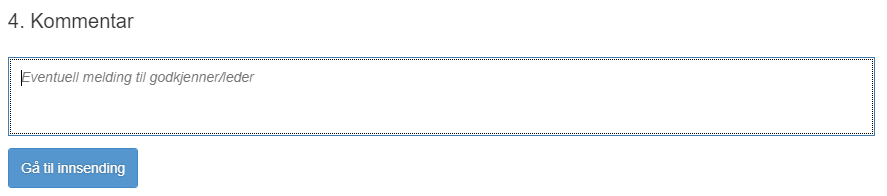 4. Kommentar
Eventuell melding til godkjenner/leder
Gå til innsending